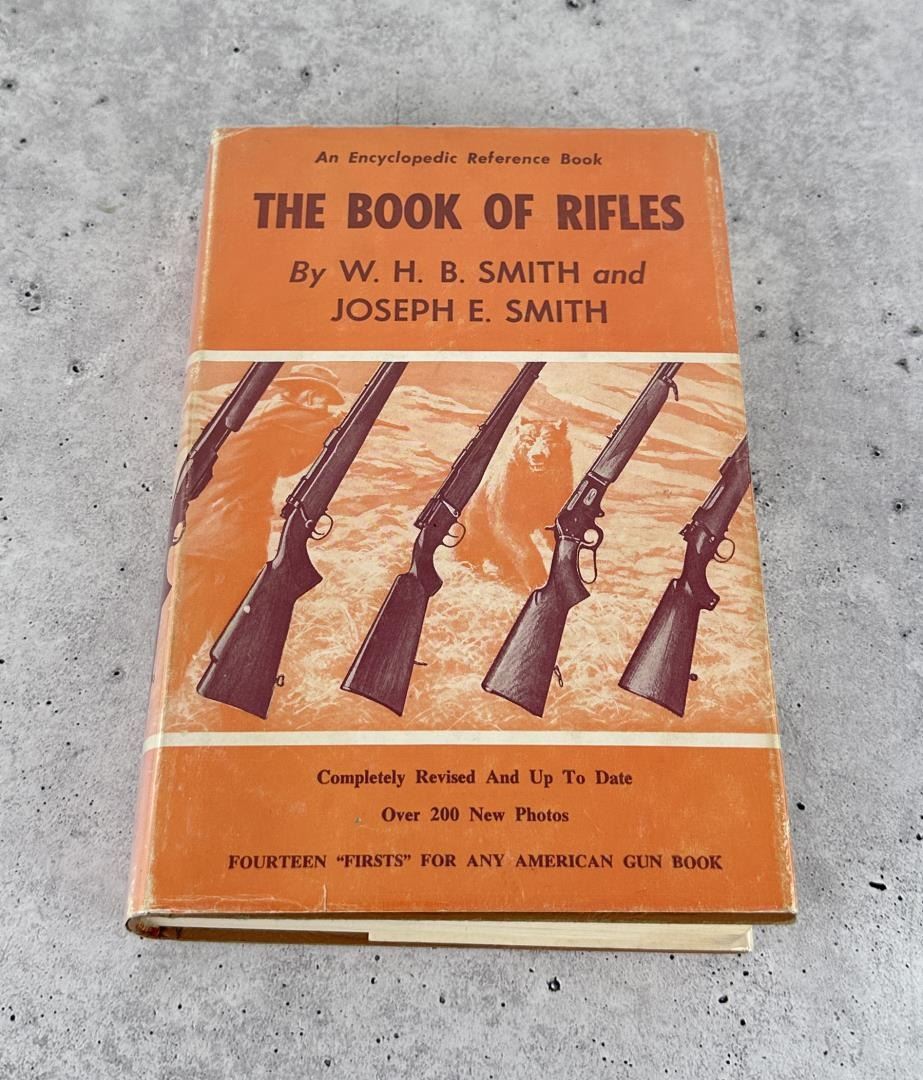 An Encyclopedic Reference Book
THE BOOK OF RIFLES
By W. H. B. SMITH and
JOSEPH E. SMITH
Completely Revised And Up To Date
Over 200 New Photos
FOURTEEN “FIRSTS” FOR ANY AMERICAN GUN BOOK